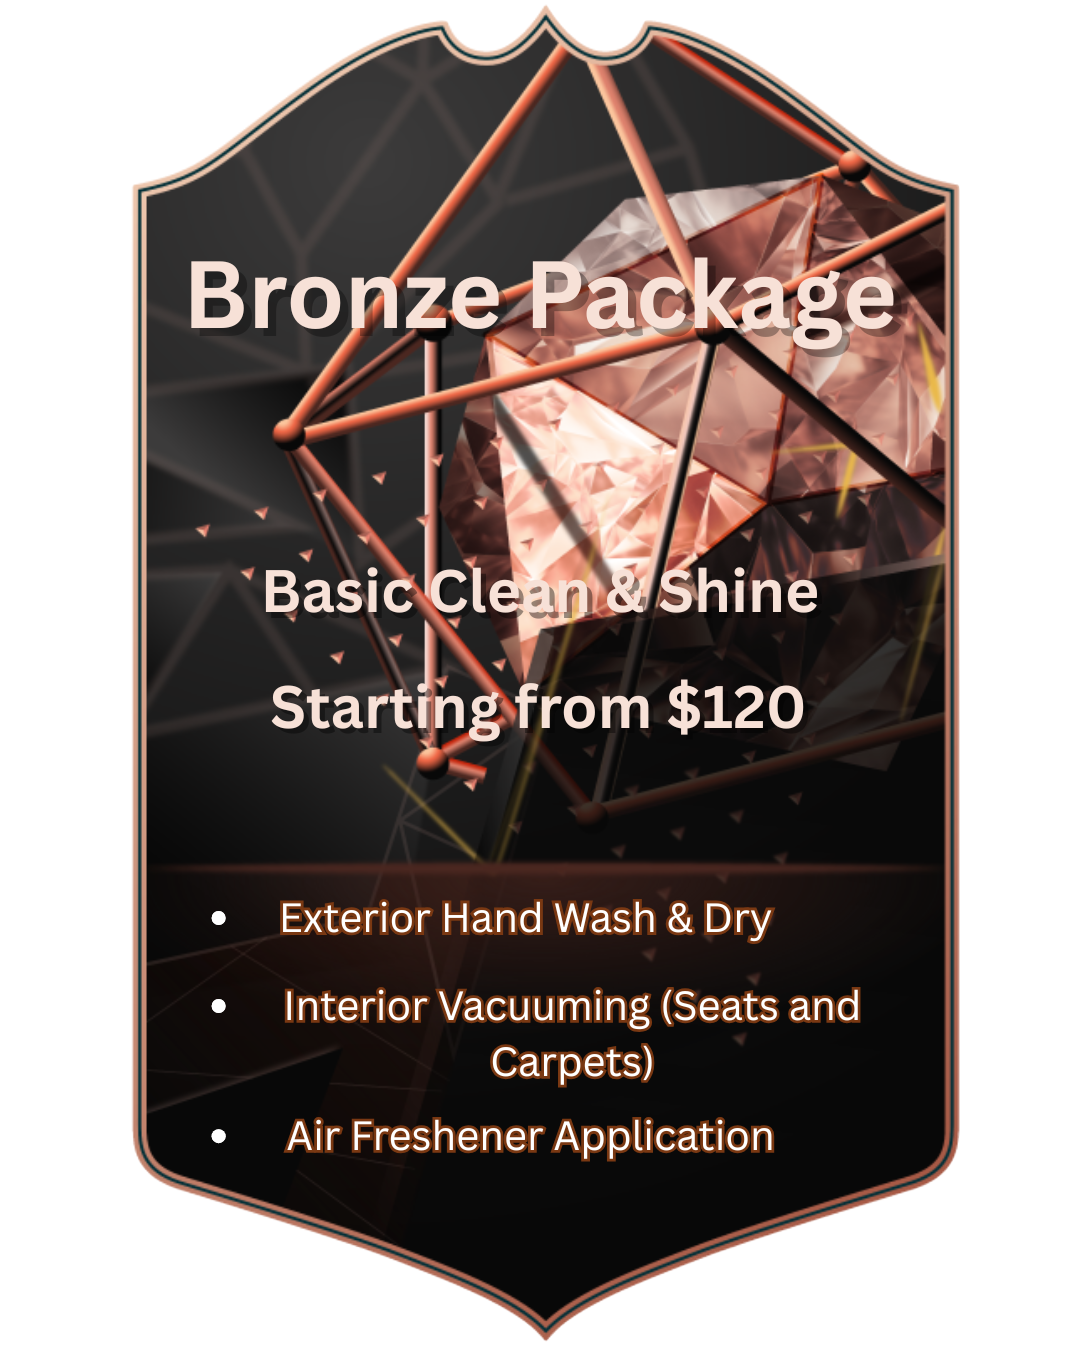 Bronze Package
Basic Clean & Shine
Starting from $120
• Exterior Hand Wash & Dry
• Interior Vacuuming (Seats and
Carpets)
• Air Freshener Application